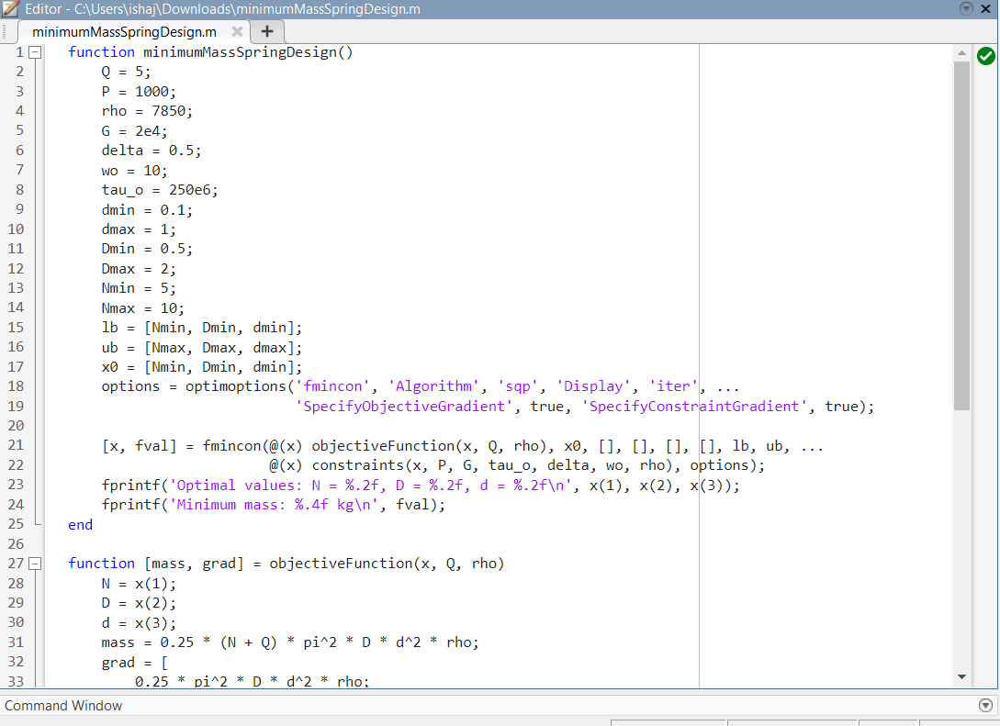 Editor - C:\Users\ishaj\Downloads\minimumMassSpringDesign.m
minimumMassSpringDesign.m
1 function minimumMassSpringDesign()
2 Q = 5;
3 P = 1000;
4 rho = 7850;
5 G = 2e4;
6 delta = 0.5;
7 wo = 10;
8 tau_o = 250e6;
9 dmin = 0.1;
10 dmax = 1;
11 Dmin = 0.5;
12 Dmax = 2;
13 Nmin = 5;
14 Nmax = 10;
15 lb = [Nmin, Dmin, dmin];
16 ub = [Nmax, Dmax, dmax];
17 x0 = [Nmin, Dmin, dmin];
18 options = optimoptions('fmincon', 'Algorithm', 'sqp', 'Display', 'iter', ...
19 'SpecifyObjectiveGradient', true, 'SpecifyConstraintGradient', true);
20
21 [x, fval] = fmincon(@(x) objectiveFunction(x, Q, rho), x0, [], [], [], [], lb, ub, ...
22 @(x) constraints(x, P, G, tau_o, delta, wo, rho), options);
23 fprintf('Optimal values: N = %.2f, D = %.2f, d = %.2f\n', x(1), x(2), x(3));
24 fprintf('Minimum mass: %.4f kg\n', fval);
25 end
26
27 function [mass, grad] = objectiveFunction(x, Q, rho)
28 N = x(1);
29 D = x(2);
30 d = x(3);
31 mass = 0.25 * (N + Q) * pi^2 * D * d^2 * rho;
32 grad = [
33 0.25 * pi^2 * D * d^2 * rho;
Command Window